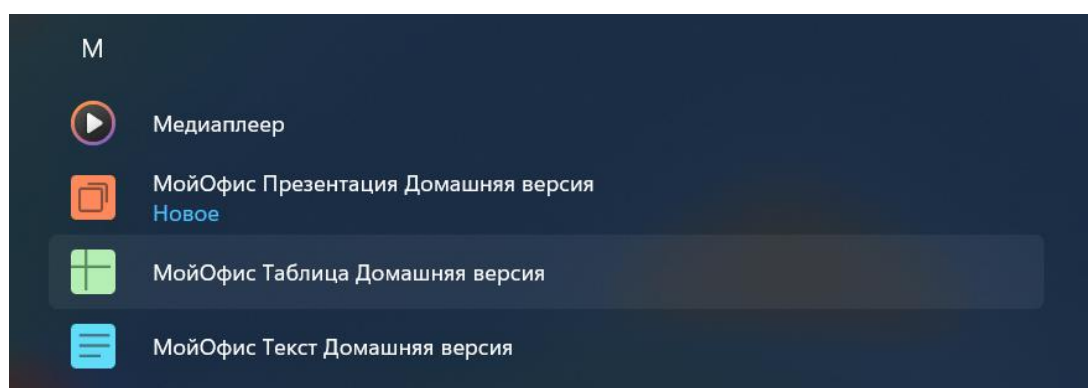 М
Медиаплеер
МойОфис Презентация Домашняя версия
Новое
МойОфис Таблица Домашняя версия
МойОфис Текст Домашняя версия